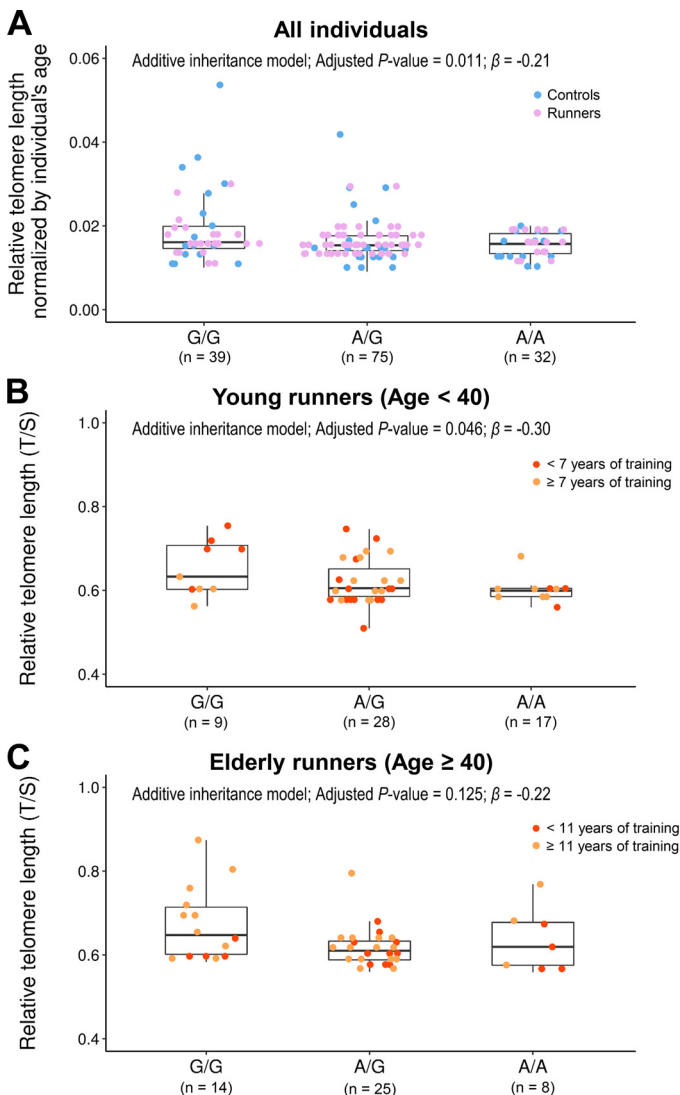 A
All individuals
Additive inheritance model; Adjusted P-value = 0.011; β = -0.21
Relative telomere length
normalized by individual's age
0.06
0.04
0.02
0.00
Controls
Runners
G/G
(n = 39)
A/G
(n = 75)
A/A
(n = 32)
B
Young runners (Age < 40)
Additive inheritance model; Adjusted P-value = 0.046; β = -0.30
Relative telomere length (T/S)
1.0
0.8
0.6
0.4
< 7 years of training
≥ 7 years of training
G/G
(n = 9)
A/G
(n = 28)
A/A
(n = 17)
C
Elderly runners (Age ≥ 40)
Additive inheritance model; Adjusted P-value = 0.125; β = -0.22
Relative telomere length (T/S)
1.0
0.8
0.6
0.4
< 11 years of training
≥ 11 years of training
G/G
(n = 14)
A/G
(n = 25)
A/A
(n = 8)